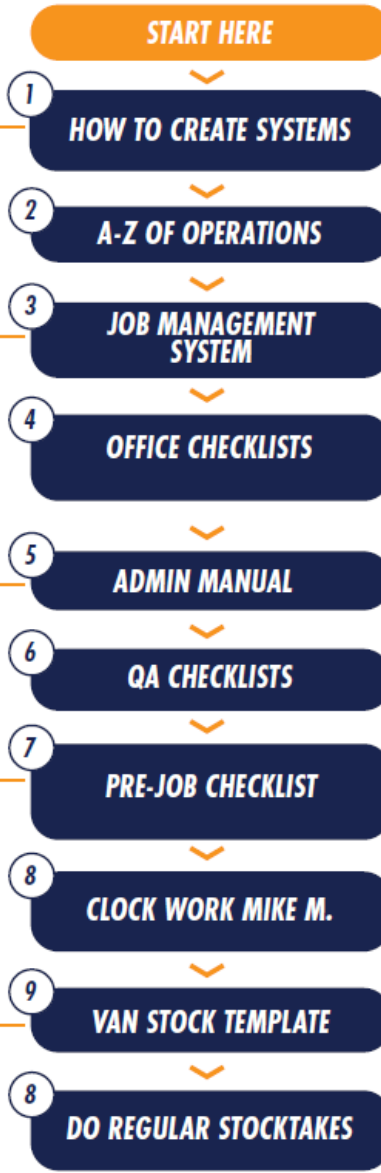 START HERE
1
HOW TO CREATE SYSTEMS
2
A-Z OF OPERATIONS
3
JOB MANAGEMENT
SYSTEM
4
OFFICE CHECKLISTS
5
ADMIN MANUAL
6
QA CHECKLISTS
7
PRE-JOB CHECKLIST
8
CLOCK WORK MIKE M.
9
VAN STOCK TEMPLATE
8
DO REGULAR STOCKTAKES